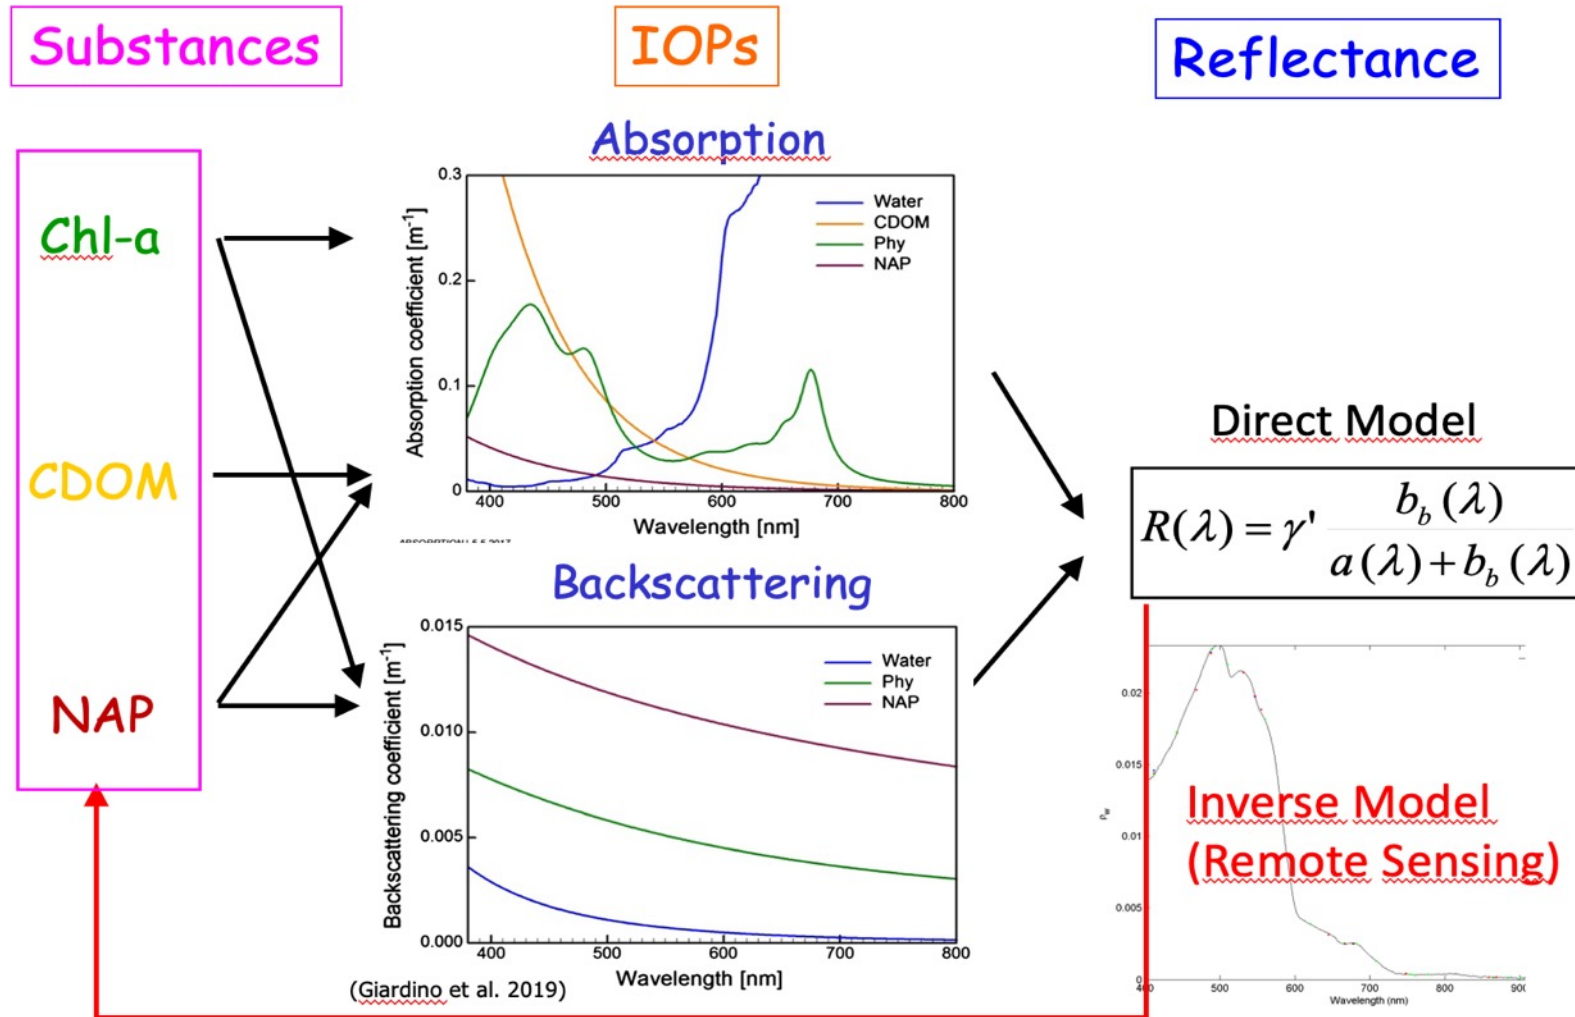 Substances
IOPs
Reflectance
Chl-a
CDOM
NAP
Absorption
Absorption coefficient [m⁻¹]
0.3
0.2
0.1
0
Water
CDOM
Phy
NAP
400 500 600 700 800
Wavelength [nm]
Backscattering
Backscattering coefficient [m⁻¹]
0.015
0.010
0.005
0.000
Water
Phy
NAP
400 500 600 700 800
Wavelength [nm]
(Giardino et al. 2019)
Direct Model
R(λ) = γ' b_b(λ) / a(λ) + b_b(λ)
0.02
0.015
0.01
0.005
0
Inverse Model
(Remote Sensing)
500 600 700 800
Wavelength (nm)